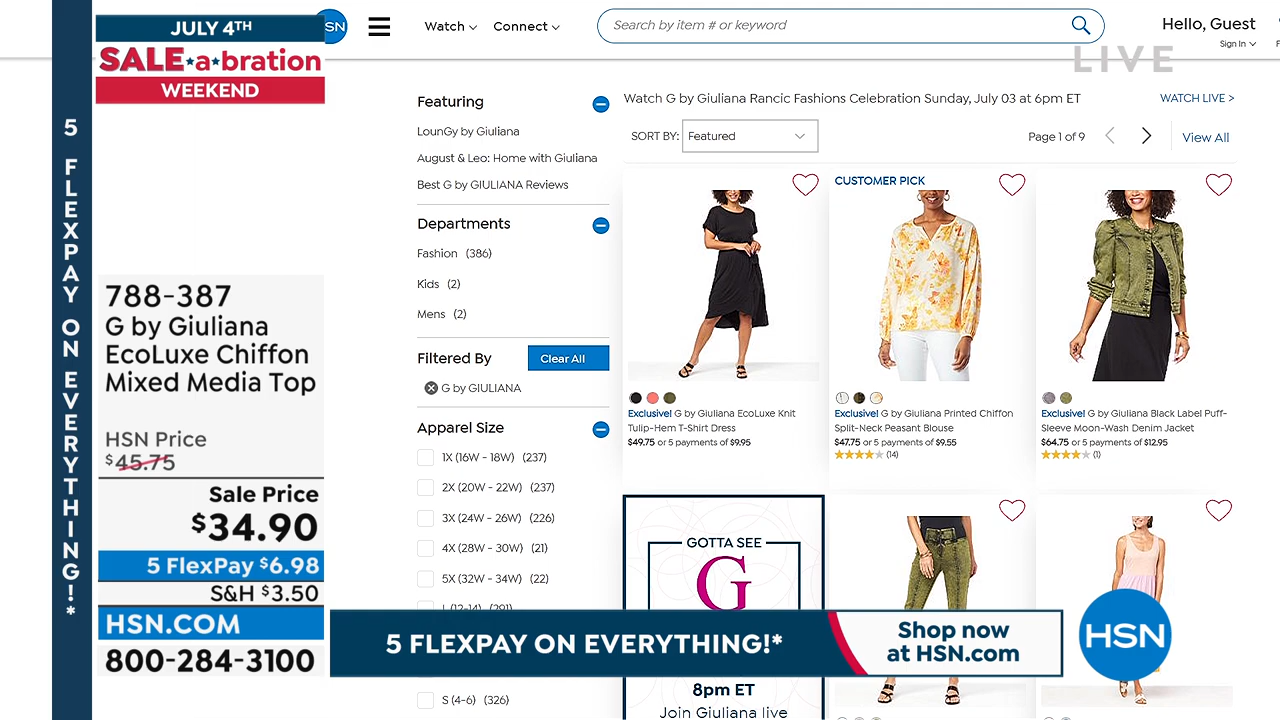 5 FLEXPAY ON EVERYTHING!*
JULY 4TH
SALE★a★bration
WEEKEND
788-387
G by Giuliana
EcoLuxe Chiffon
Mixed Media Top
HSN Price
$45.75
Sale Price
$34.90
5 FlexPay $6.98
S&H $3.50
HSN.COM
800-284-3100
Watch
Connect
Search by item # or keyword
Hello, Guest
Sign In
LIVE
Featuring
LounGy by Giuliana
August & Leo: Home with Giuliana
Best G by GIULIANA Reviews
Departments
Fashion (386)
Kids (2)
Mens (2)
Filtered By
Clear All
G by GIULIANA
Apparel Size
1X (16W - 18W) (237)
2X (20W - 22W) (237)
3X (24W - 26W) (226)
4X (28W - 30W) (21)
5X (32W - 34W) (22)
L (12-14) (291)
S (4-6) (326)
Watch G by Giuliana Rancic Fashions Celebration Sunday, July 03 at 6pm ET
WATCH LIVE >
SORT BY: Featured
Page 1 of 9
View All
Exclusive! G by Giuliana EcoLuxe Knit
Tulip-Hem T-Shirt Dress
$49.75 or 5 payments of $9.95
CUSTOMER PICK
Exclusive! G by Giuliana Printed Chiffon
Split-Neck Peasant Blouse
$47.75 or 5 payments of $9.55
(14)
Exclusive! G by Giuliana Black Label Puff-
Sleeve Moon-Wash Denim Jacket
$64.75 or 5 payments of $12.95
(1)
GOTTA SEE
G
8pm ET
Join Giuliana live
5 FLEXPAY ON EVERYTHING!*
Shop now
at HSN.com
HSN